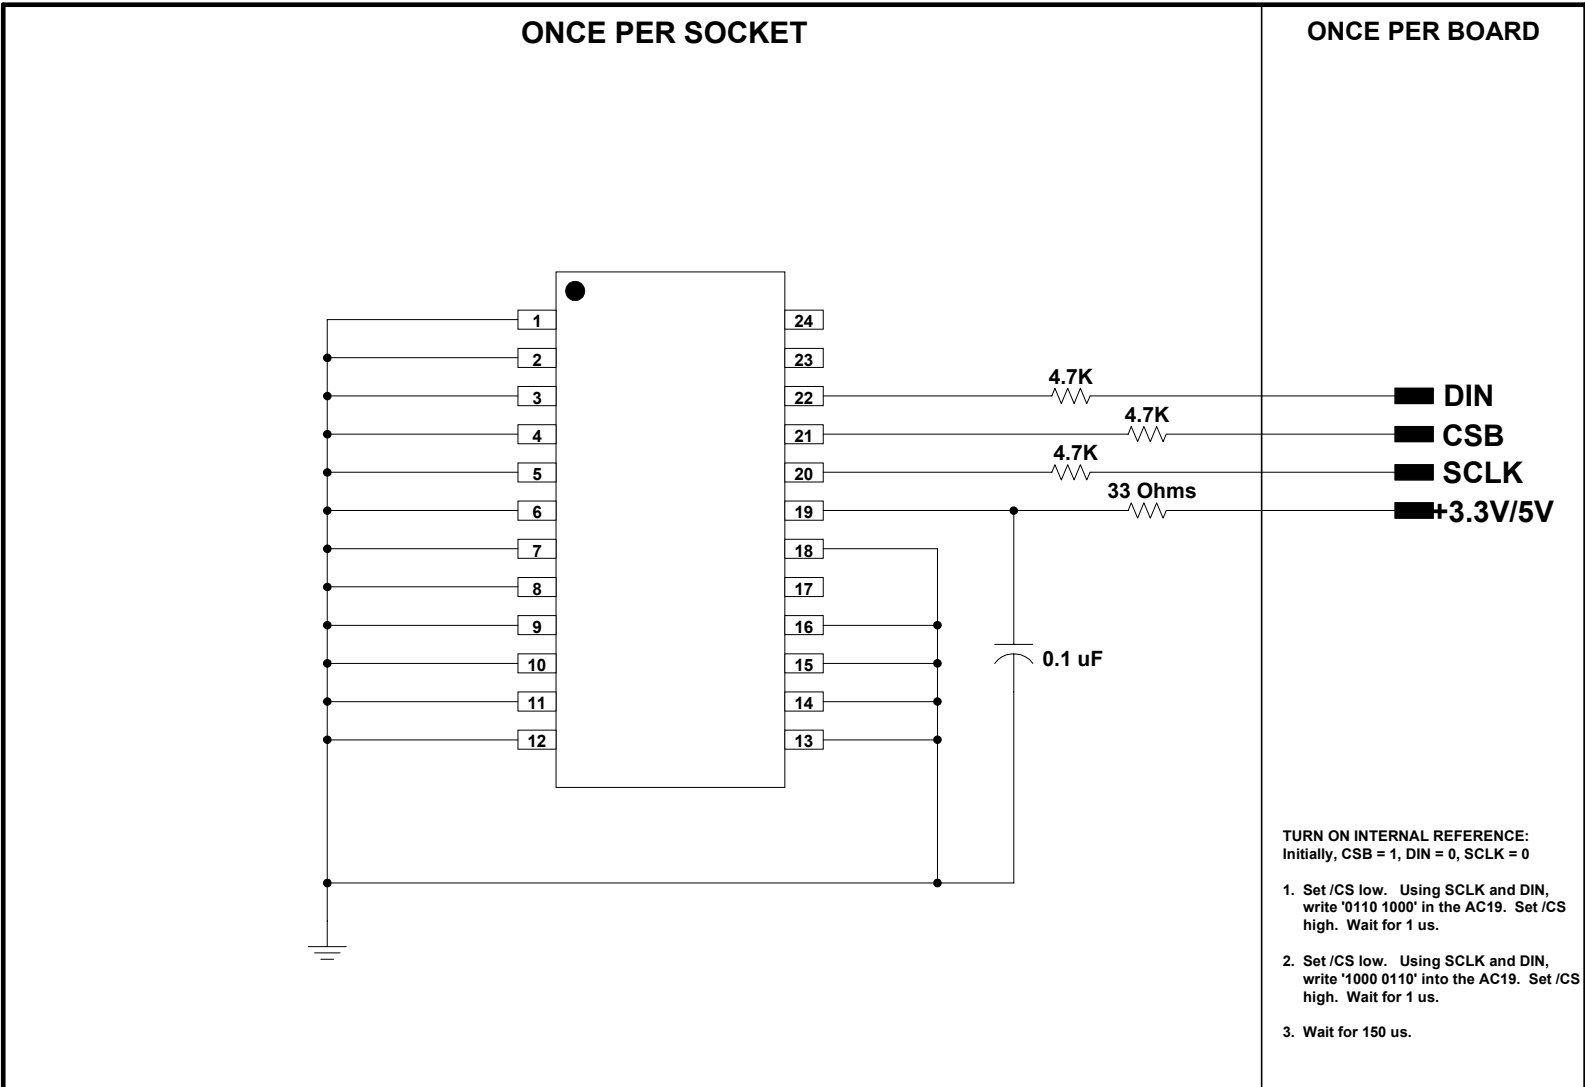 ONCE PER SOCKET
ONCE PER BOARD
1
2
3
4
5
6
7
8
9
10
11
12
24
23
22
21
20
19
18
17
16
15
14
13
4.7K
4.7K
4.7K
33 Ohms
0.1 uF
DIN
CSB
SCLK
+3.3V/5V
TURN ON INTERNAL REFERENCE:
Initially, CSB = 1, DIN = 0, SCLK = 0
1. Set /CS low. Using SCLK and DIN,
write '0110 1000' in the AC19. Set /CS
high. Wait for 1 us.
2. Set /CS low. Using SCLK and DIN,
write '1000 0110' into the AC19. Set /CS
high. Wait for 1 us.
3. Wait for 150 us.